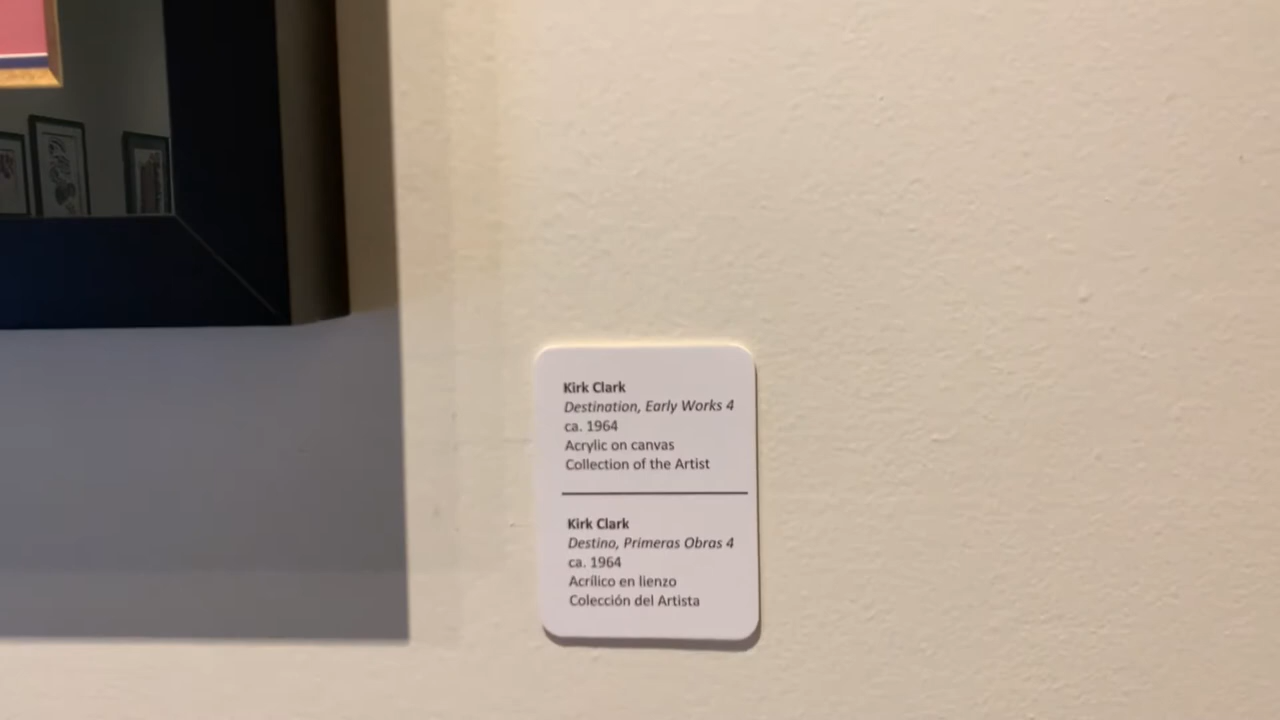 Kirk Clark
Destination, Early Works 4
ca. 1964
Acrylic on canvas
Collection of the Artist
Kirk Clark
Destino, Primeras Obras 4
ca. 1964
Acrílico en lienzo
Colección del Artista